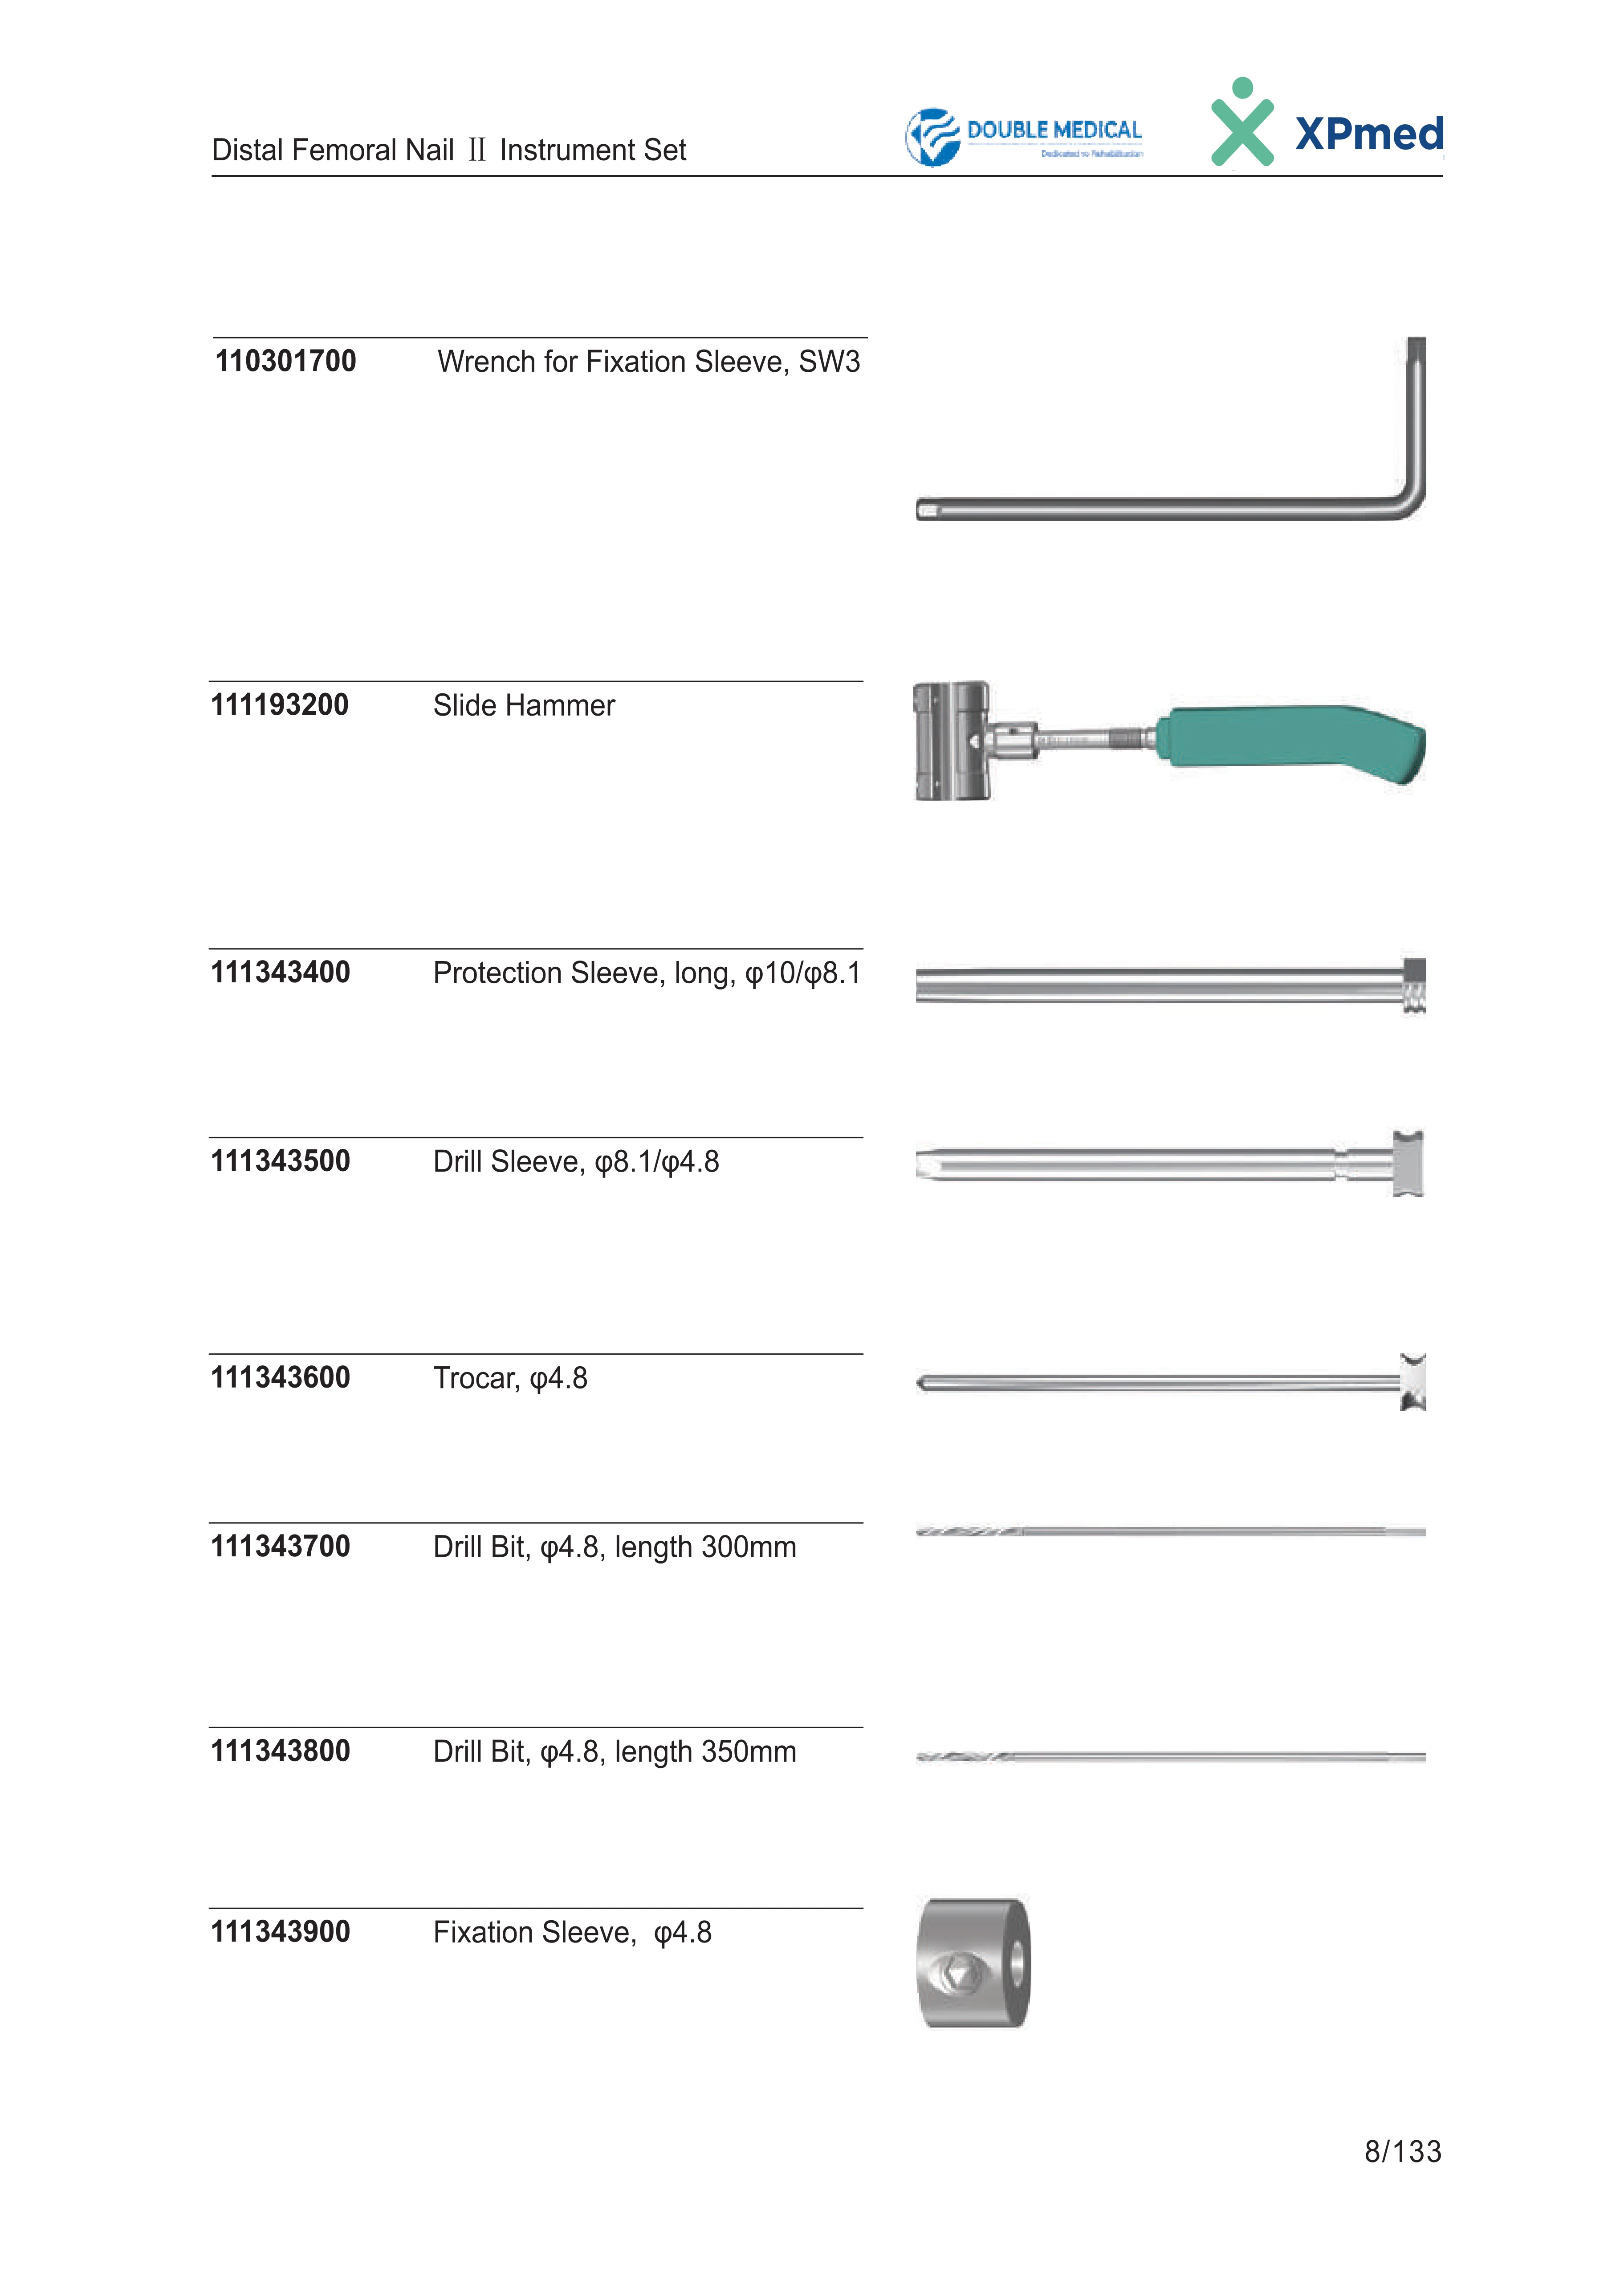 Distal Femoral Nail Ⅱ Instrument Set
DOUBLE MEDICAL
Dedicated to Rehabilitation
XPmed
110301700 Wrench for Fixation Sleeve, SW3
111193200 Slide Hammer
111343400 Protection Sleeve, long, φ10/φ8.1
111343500 Drill Sleeve, φ8.1/φ4.8
111343600 Trocar, φ4.8
111343700 Drill Bit, φ4.8, length 300mm
111343800 Drill Bit, φ4.8, length 350mm
111343900 Fixation Sleeve, φ4.8
8/133